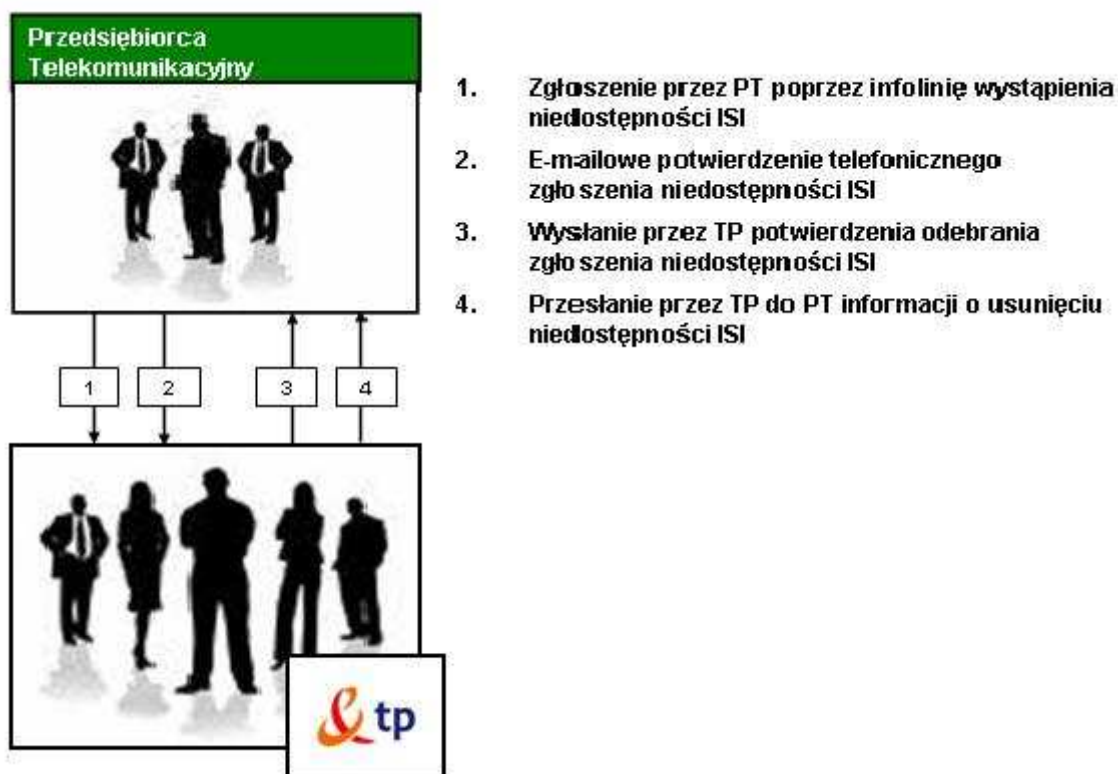 Przedsiębiorca
Telekomunikacyjny
1. Zgłoszenie przez PT poprzez infolinię wystąpienia
niedostępności ISI
2. E-mailowe potwierdzenie telefonicznego
zgłoszenia niedostępności ISI
3. Wysłanie przez TP potwierdzenia odebrania
zgłoszenia niedostępności ISI
4. Przesłanie przez TP do PT informacji o usunięciu
niedostępności ISI
1 2 3 4
tp